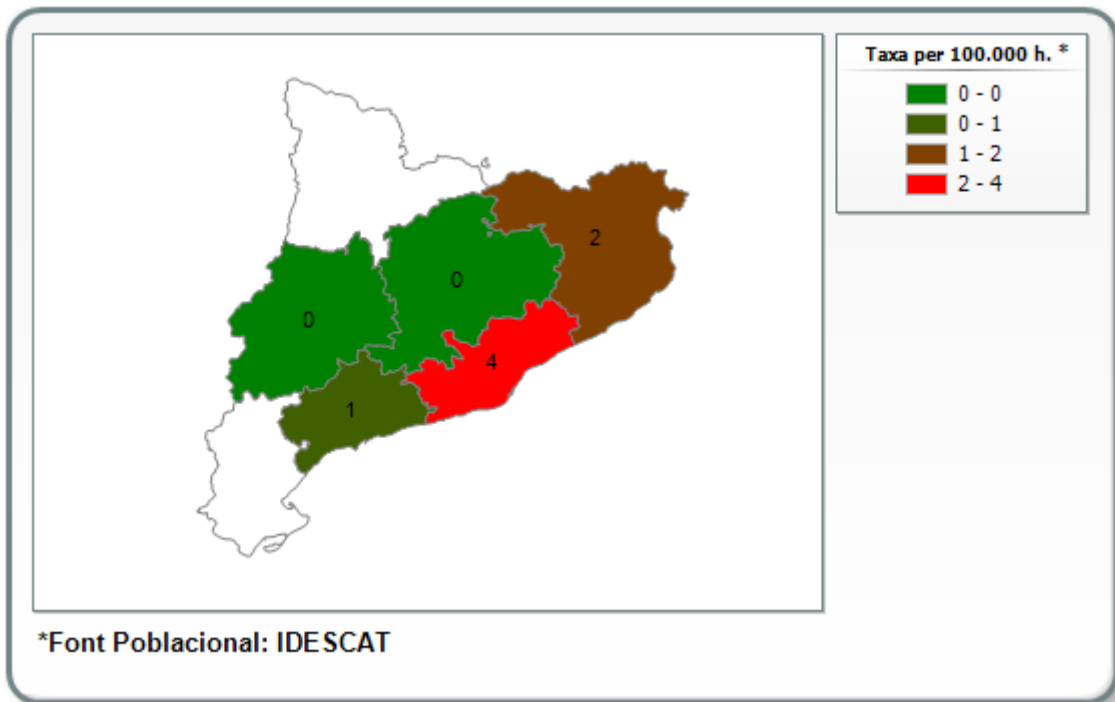 Taxa per 100.000 h. *
0 - 0
0 - 1
1 - 2
2 - 4
2
0
0
4
1
*Font Poblacional: IDESCAT